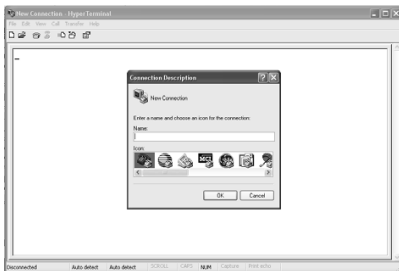 New Connection - HyperTerminal
File Edit View Call Transfer Help
Connection Description
New Connection
Enter a name and choose an icon for the connection:
Name:
Icon:
MCI
OK Cancel
Disconnected Auto detect Auto detect SCROLL CAPS NUM Capture Print echo